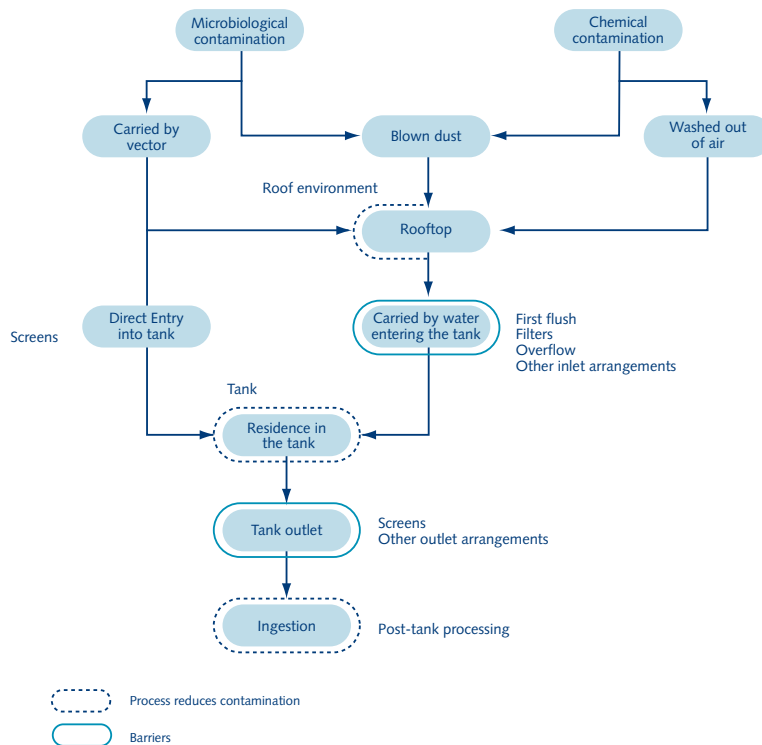 Microbiological
contamination
Chemical
contamination
Carried by
vector
Blown dust
Washed out
of air
Roof environment
Rooftop
Direct Entry
into tank
Screens
Carried by water
entering the tank
First flush
Filters
Overflow
Other inlet arrangements
Tank
Residence in
the tank
Tank outlet
Screens
Other outlet arrangements
Ingestion
Post-tank processing
Process reduces contamination
Barriers